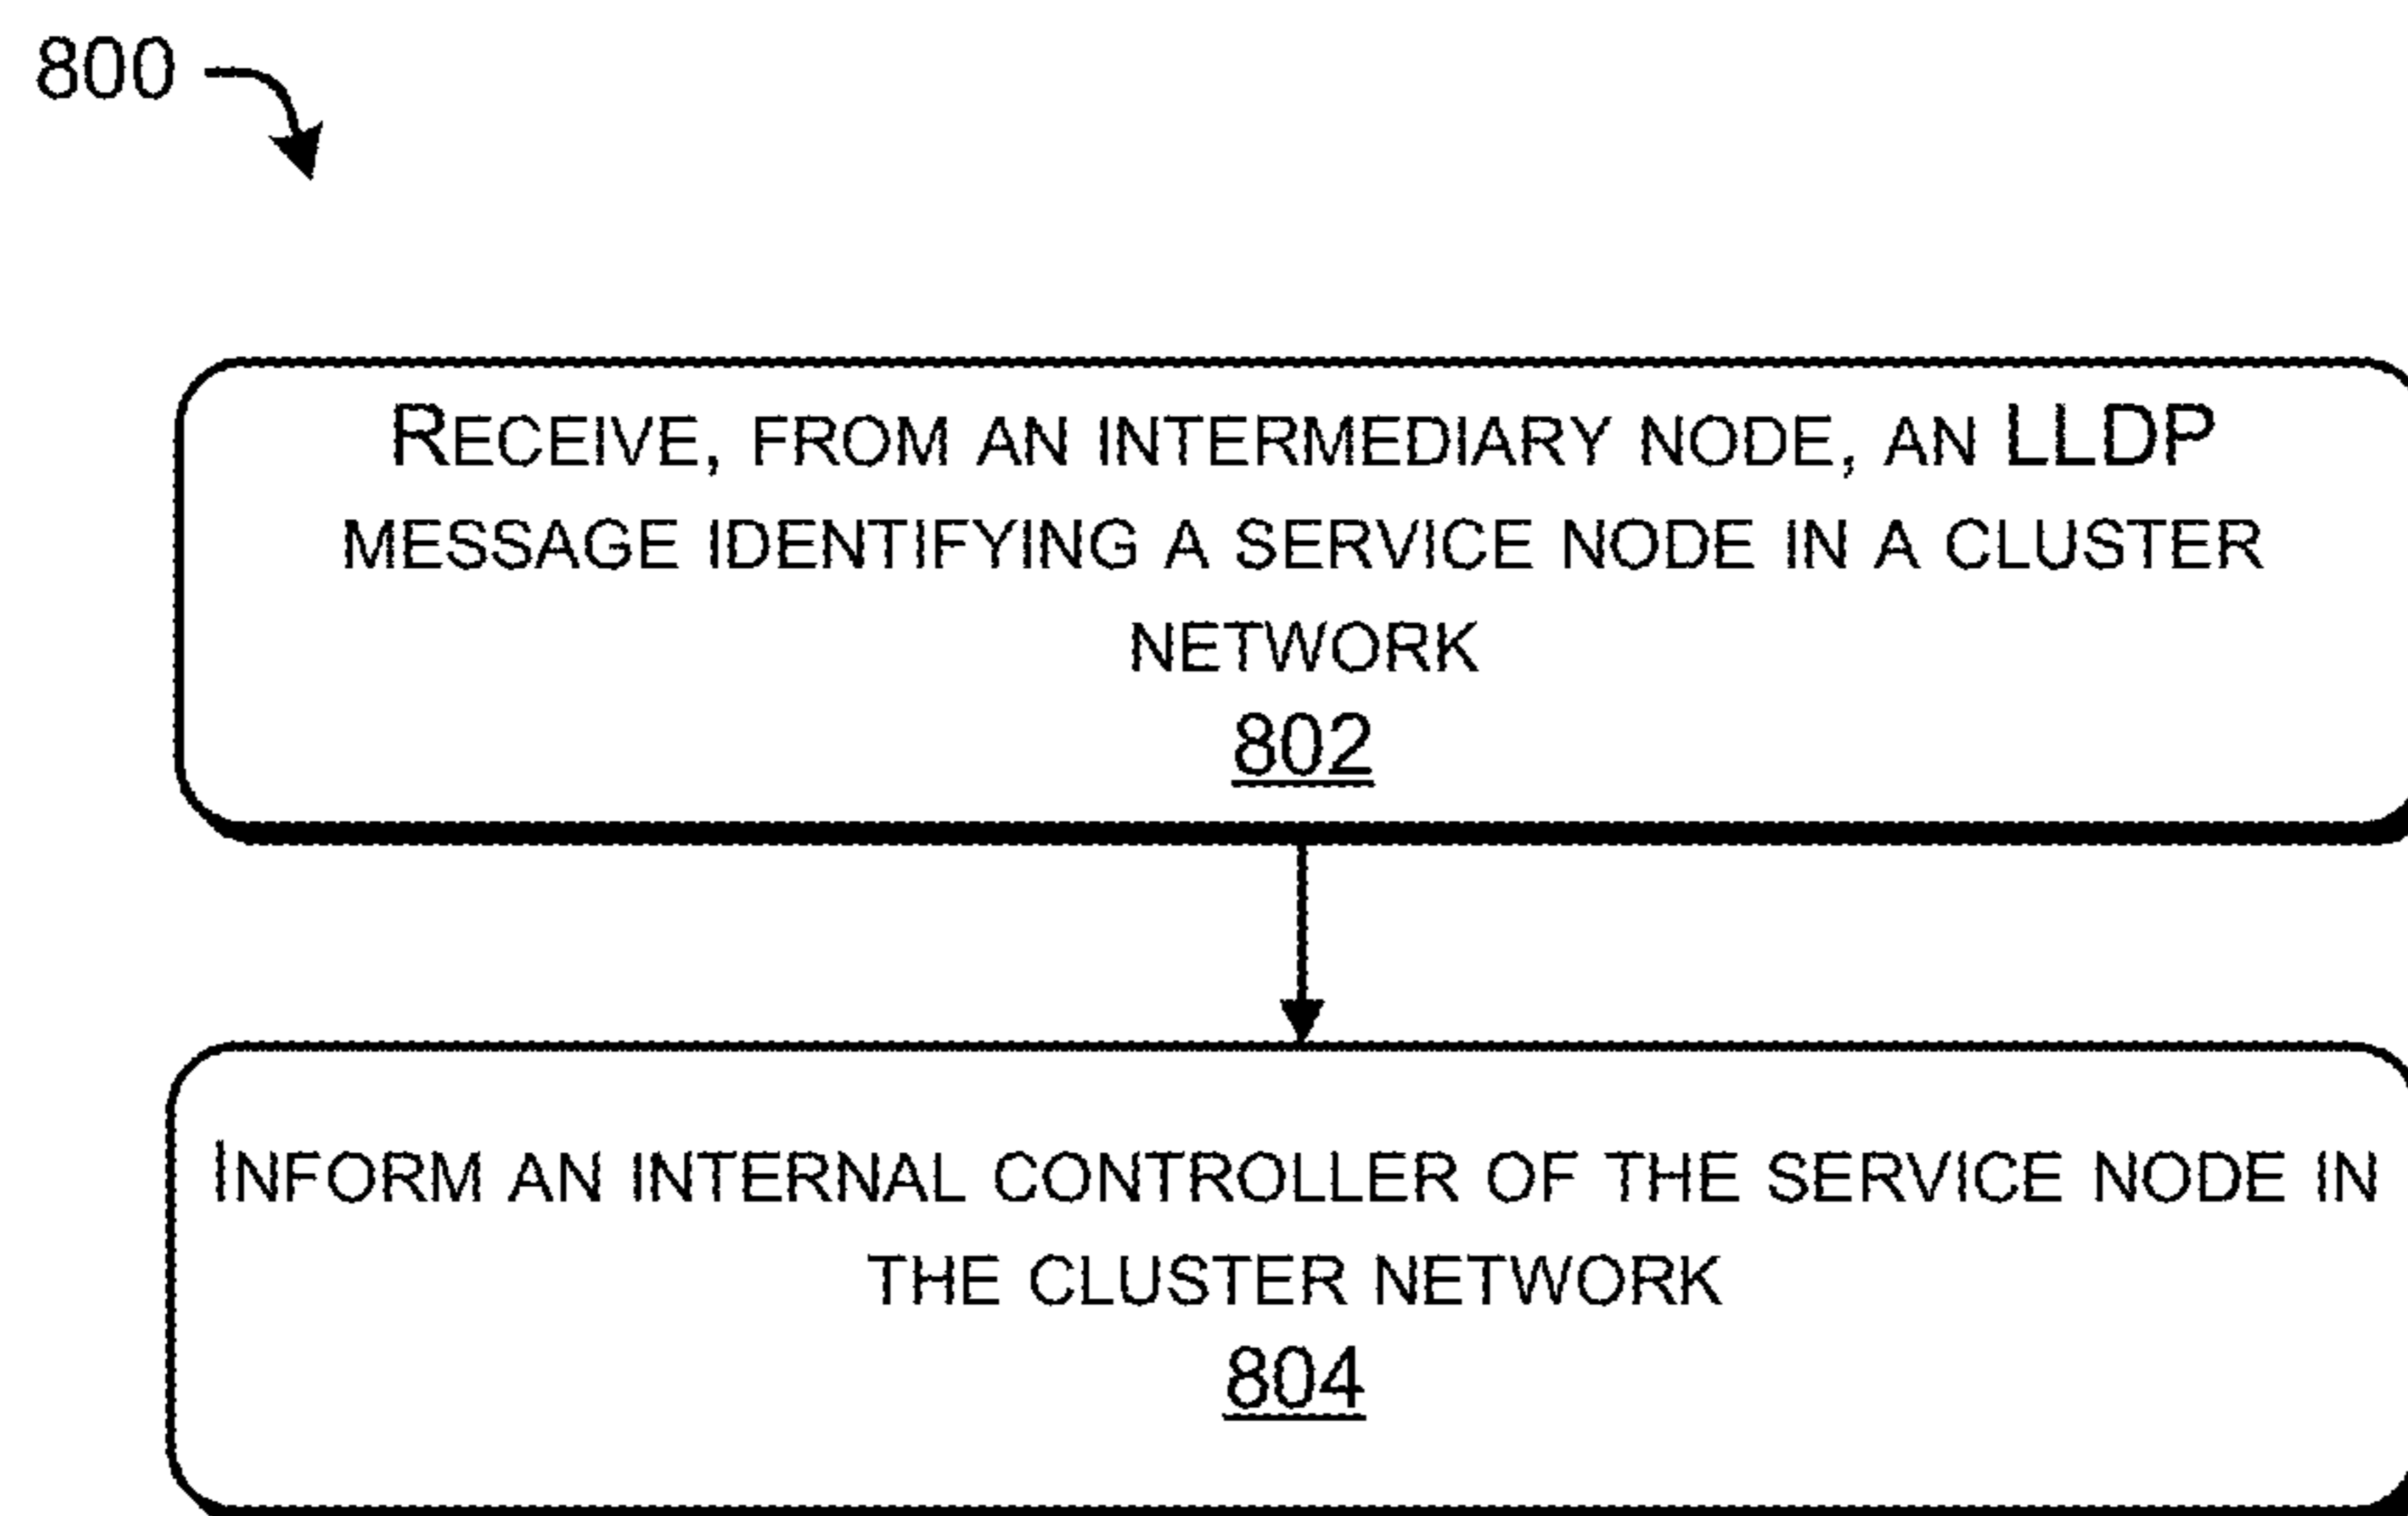 800
RECEIVE, FROM AN INTERMEDIARY NODE, AN LLDP
MESSAGE IDENTIFYING A SERVICE NODE IN A CLUSTER
NETWORK
802
INFORM AN INTERNAL CONTROLLER OF THE SERVICE NODE IN
THE CLUSTER NETWORK
804